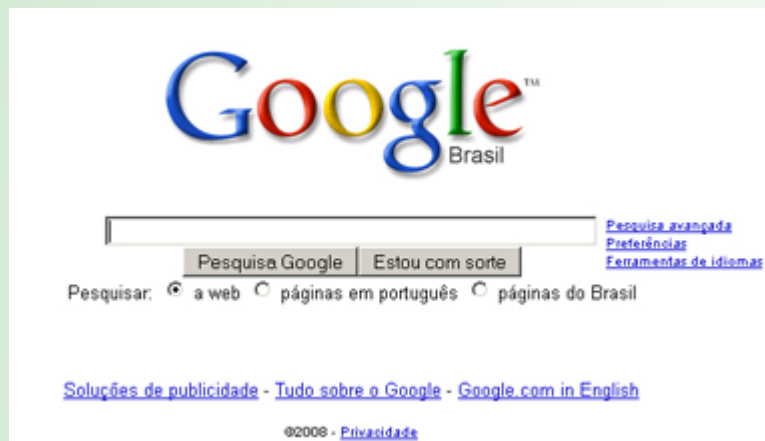 Google™
Brasil
Pesquisa avançada
Preferências
Ferramentas de idiomas
Pesquisa Google Estou com sorte
Pesquisar: a web páginas em português páginas do Brasil
Soluções de publicidade - Tudo sobre o Google - Google.com in English
©2008 - Privacidade